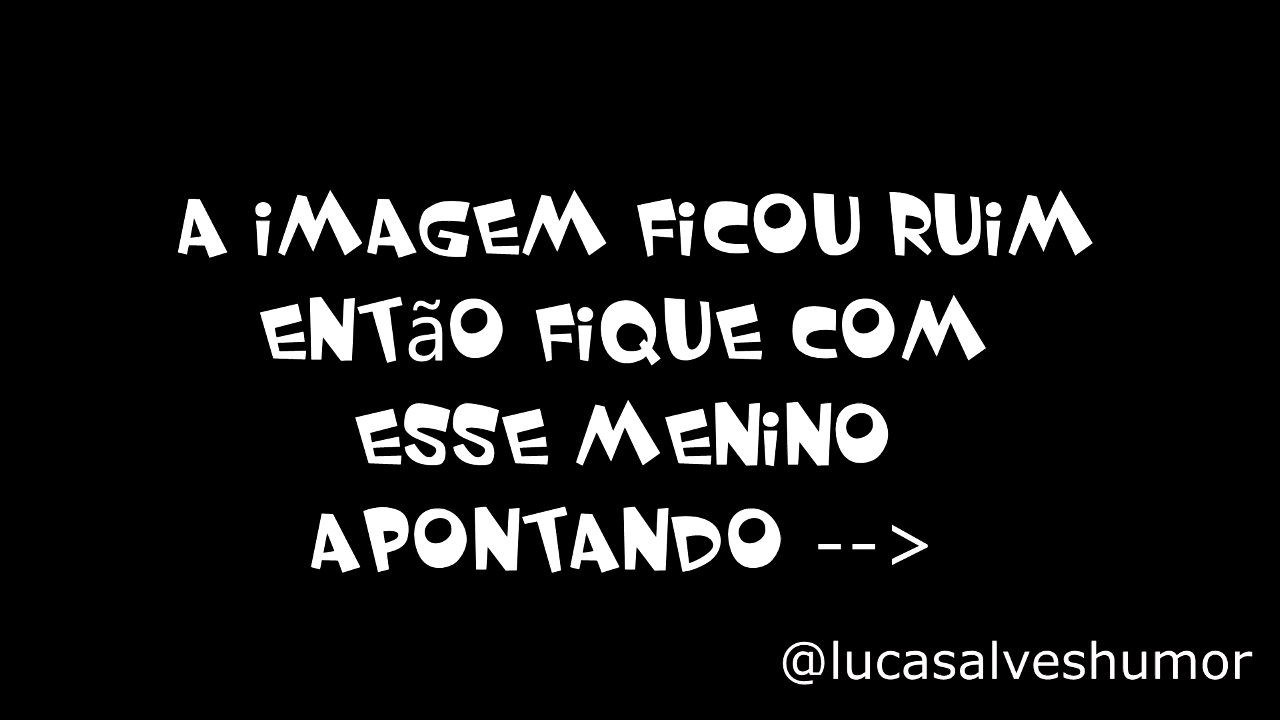 A IMAGEM FICOU RUIM
ENTãO FIQUE COM
ESSE MENINO
APONTANDO -->
@lucasalveshumor